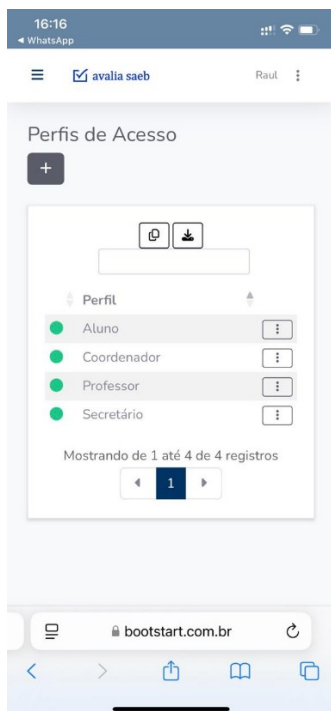 16:16
◀ WhatsApp
avalia saeb
Raul
Perfis de Acesso
+
Perfil
Aluno
Coordenador
Professor
Secretário
Mostrando de 1 até 4 de 4 registros
1
bootstart.com.br